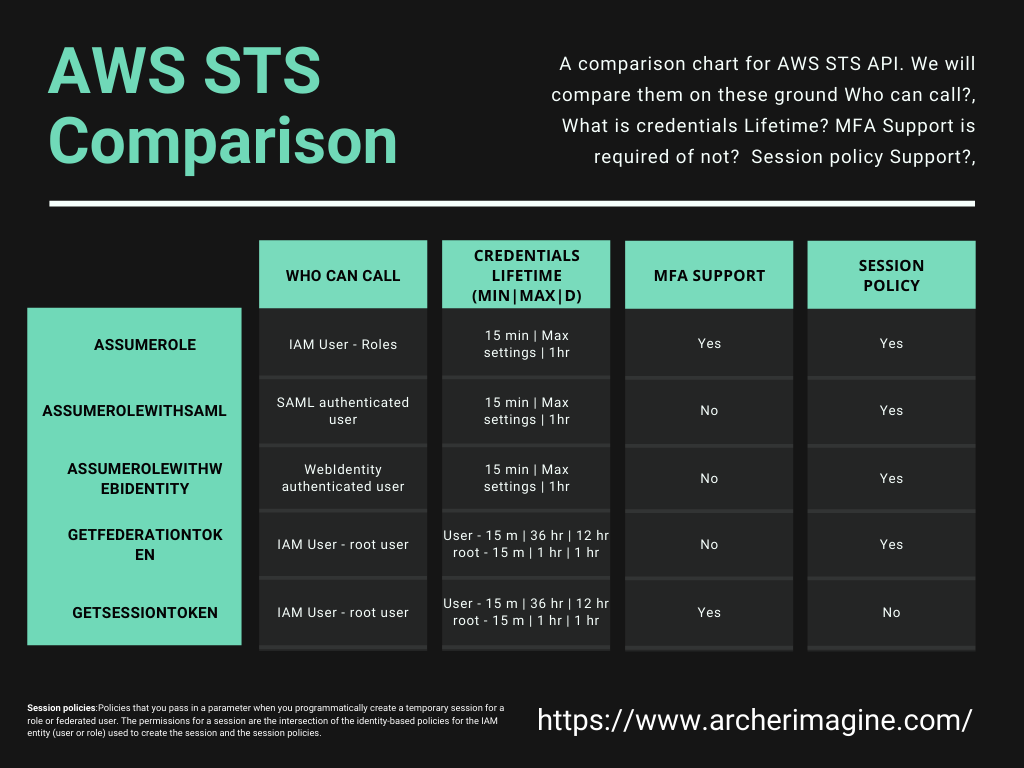 AWS STS
Comparison
A comparison chart for AWS STS API. We will
compare them on these ground Who can call?,
What is credentials Lifetime? MFA Support is
required of not?  Session policy Support?,
WHO CAN CALL
CREDENTIALS
LIFETIME
(MIN|MAX|D)
MFA SUPPORT
SESSION
POLICY
ASSUMEROLE
IAM User - Roles
15 min | Max
settings | 1hr
Yes
Yes
ASSUMEROLEWITHSAML
SAML authenticated
user
15 min | Max
settings | 1hr
No
Yes
ASSUMEROLEWITHW
EBIDENTITY
WebIdentity
authenticated user
15 min | Max
settings | 1hr
No
Yes
GETFEDERATIONTOK
EN
IAM User - root user
User - 15 m | 36 hr | 12 hr
root - 15 m | 1 hr | 1 hr
No
Yes
GETSESSIONTOKEN
IAM User - root user
User - 15 m | 36 hr | 12 hr
root - 15 m | 1 hr | 1 hr
Yes
No
Session policies:Policies that you pass in a parameter when you programmatically create a temporary session for a
role or federated user. The permissions for a session are the intersection of the identity-based policies for the IAM
entity (user or role) used to create the session and the session policies.
https://www.archerimagine.com/